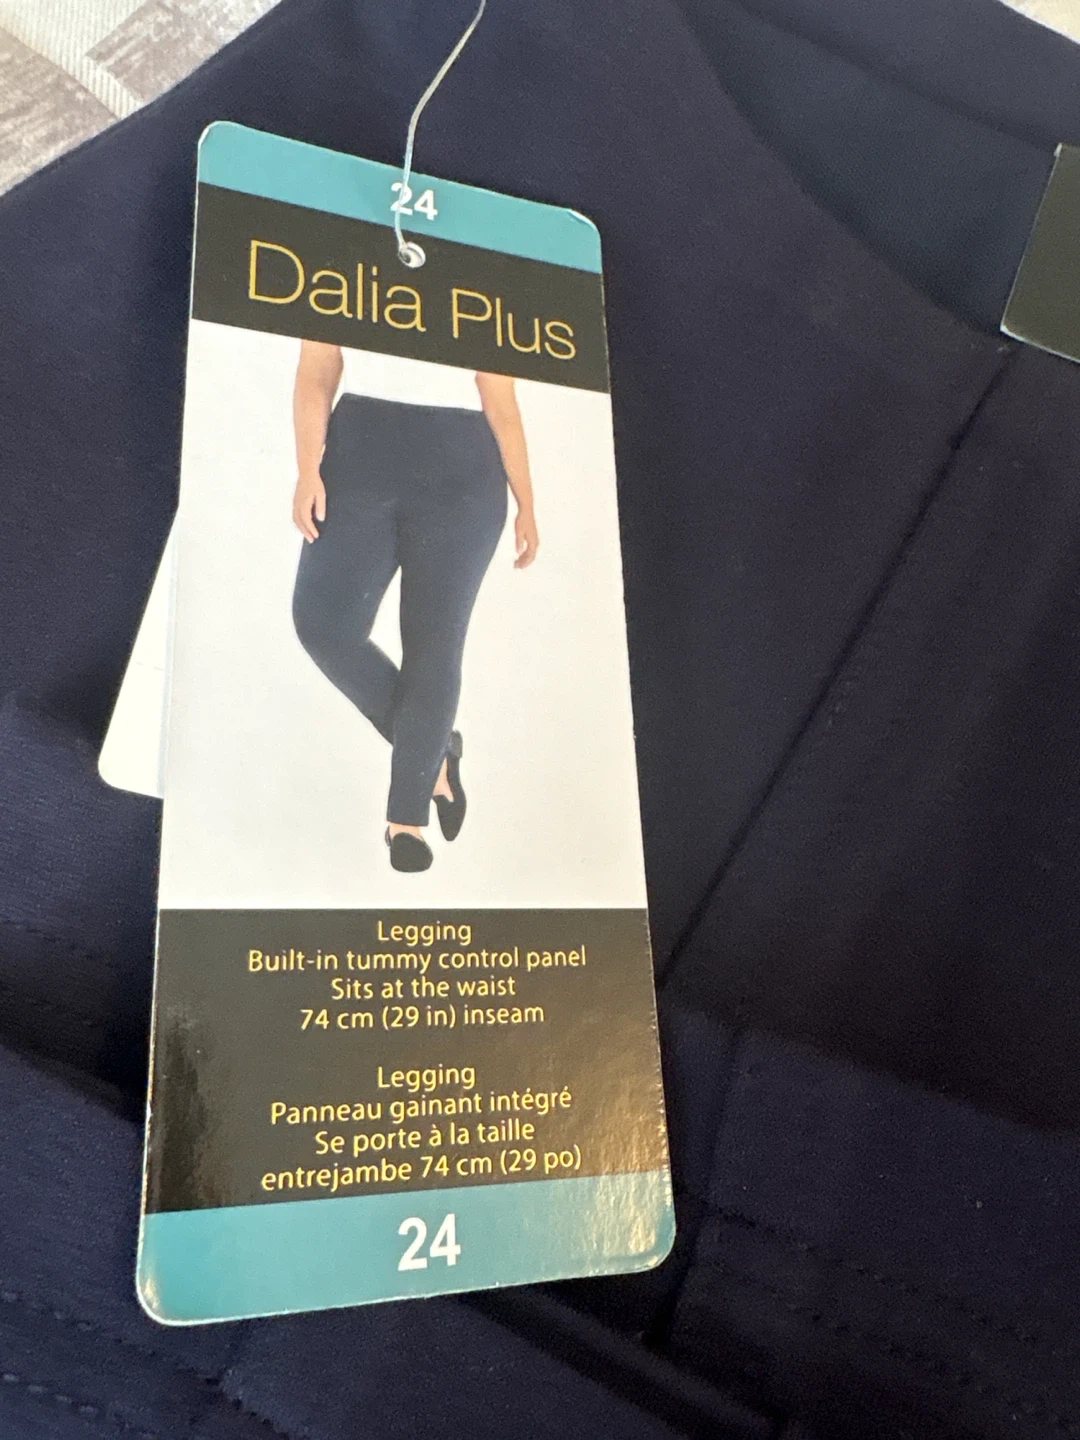 24
Dalia Plus
Legging
Built-in tummy control panel
Sits at the waist
74 cm (29 in) inseam
Legging
Panneau gainant intégré
Se porte à la taille
entrejambe 74 cm (29 po)
24